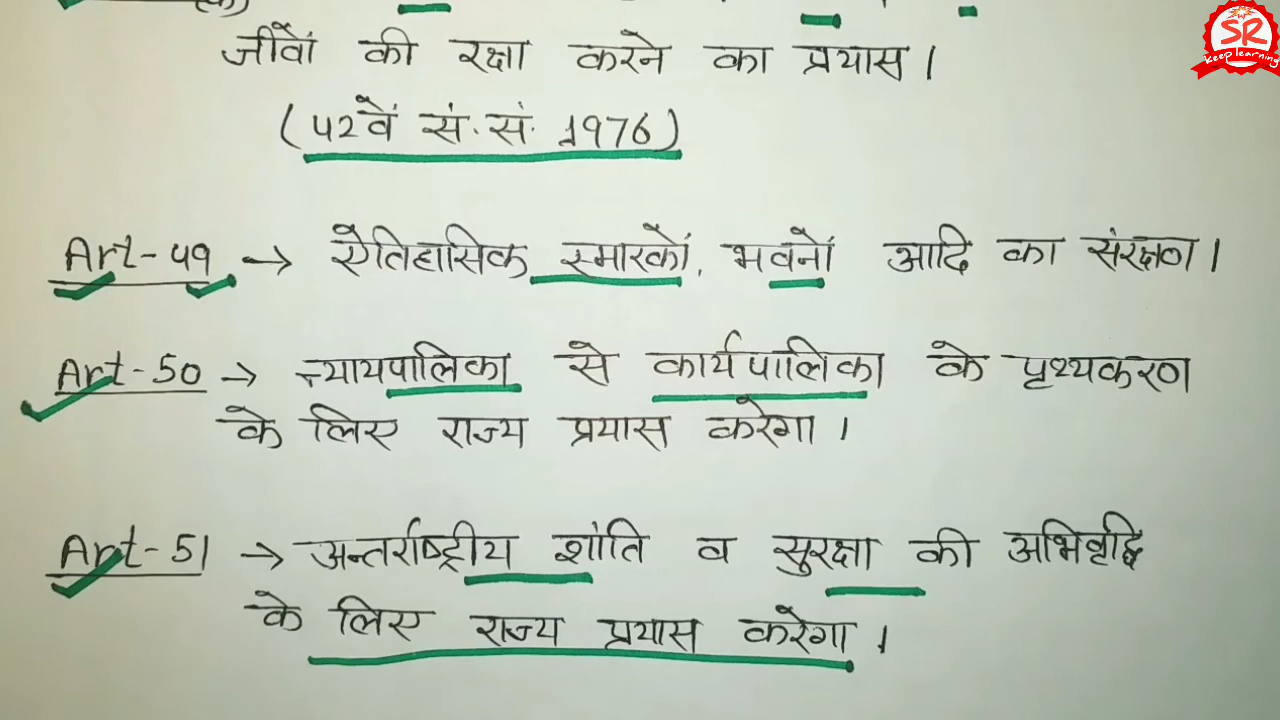 जीवों की रक्षा करने का प्रयास।
(42वें सं.सं. 1976)
Art-49 → ऐतिहासिक स्मारकों, भवनों आदि का संरक्षण।
Art-50 → न्यायपालिका से कार्यपालिका के पृथ्यकरण
के लिए राज्य प्रयास करेगा।
Art-51 → अन्तर्राष्ट्रीय शांति व सुरक्षा की अभिवृद्धि
के लिए राज्य प्रयास करेगा।
SR
Keep learning